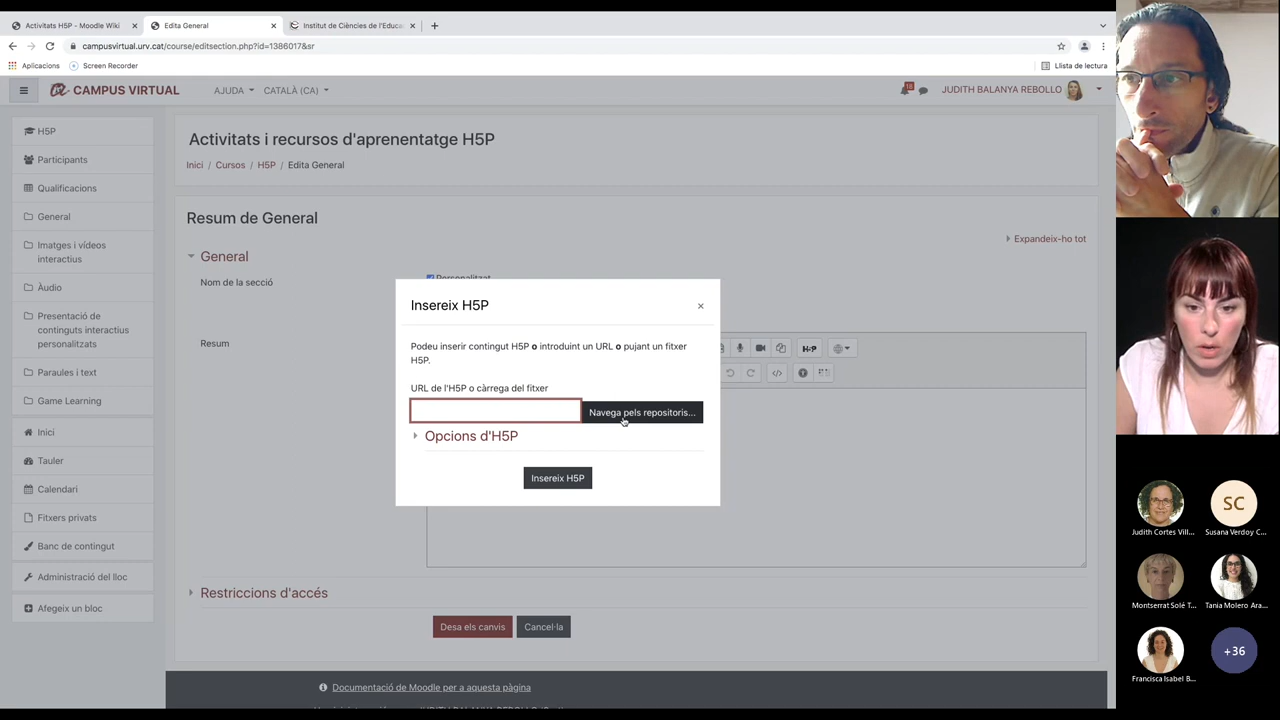 Activitats H5P - Moodle Wiki
Edita General
Institut de Ciències de l'Educa
campusvirtual.urv.cat/course/editsection.php?id=1386017&sr
Aplicacions
Screen Recorder
Llista de lectura
CAMPUS VIRTUAL
AJUDA
CATALÀ (CA)
JUDITH BALANYA REBOLLO
H5P
Participants
Qualificacions
General
Imatges i vídeos
interactius
Àudio
Presentació de
continguts interactius
personalitzats
Paraules i text
Game Learning
Inici
Tauler
Calendari
Fitxers privats
Banc de contingut
Administració del lloc
Afegeix un bloc
Activitats i recursos d'aprenentatge H5P
Inici / Cursos / H5P / Edita General
Resum de General
Expandeix-ho tot
General
Nom de la secció
Personalitzat
Resum
H-P
Insereix H5P
×
Podeu inserir contingut H5P o introduint un URL o pujant un fitxer
H5P.
URL de l'H5P o càrrega del fitxer
Navega pels repositoris...
Opcions d'H5P
Insereix H5P
Restriccions d'accés
Desa els canvis
Cancel·la
Documentació de Moodle per a aquesta pàgina
SC
Judith Cortes Vill...
Susana Verdoy C...
Montserrat Solé T...
Tania Molero Ara...
Francisca Isabel B...
+36